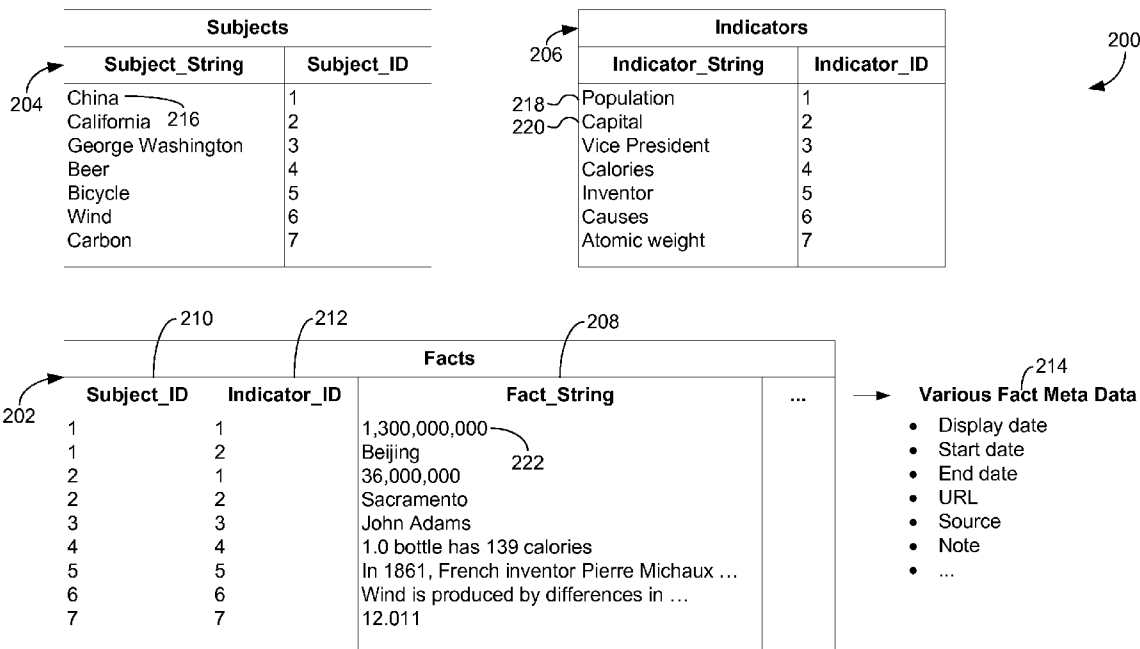 Subjects
Indicators
200
206
Subject_String Subject_ID
Indicator_String Indicator_ID
204
China 216 1
California 2
George Washington 3
Beer 4
Bicycle 5
Wind 6
Carbon 7
218 Population 1
220 Capital 2
Vice President 3
Calories 4
Inventor 5
Causes 6
Atomic weight 7
210 212 208
Facts
202
Subject_ID Indicator_ID Fact_String ...
1 1 1,300,000,000 222
1 2 Beijing
2 1 36,000,000
2 2 Sacramento
3 3 John Adams
4 4 1.0 bottle has 139 calories
5 5 In 1861, French inventor Pierre Michaux ...
6 6 Wind is produced by differences in ...
7 7 12.011
214
Various Fact Meta Data
• Display date
• Start date
• End date
• URL
• Source
• Note
• ...